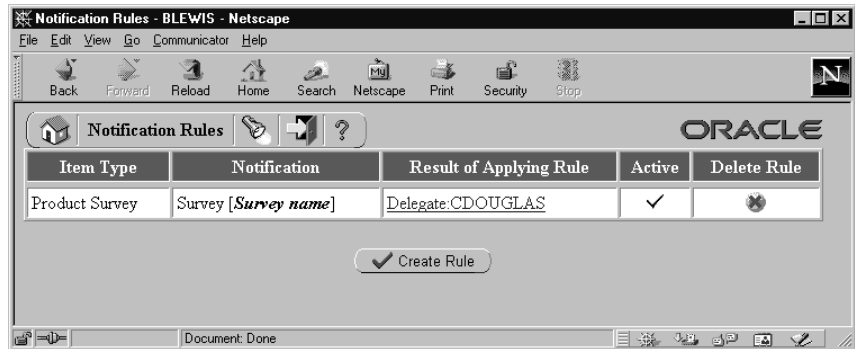 Notification Rules - BLEWIS - Netscape
File Edit View Go Communicator Help
Back Forward Reload Home Search Netscape Print Security Stop
My
N
Notification Rules ? ORACLE
Item Type Notification Result of Applying Rule Active Delete Rule
Product Survey Survey [Survey name] Delegate:CDOUGLAS
Create Rule
Document: Done